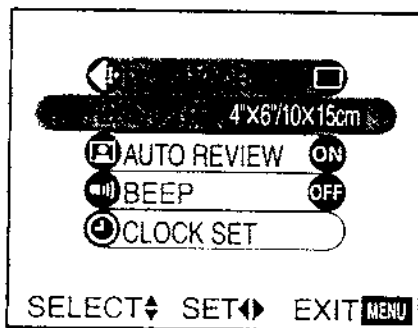 4"X6"/10X15cm
AUTO REVIEW ON
BEEP OFF
CLOCK SET
SELECT SET EXIT MENU